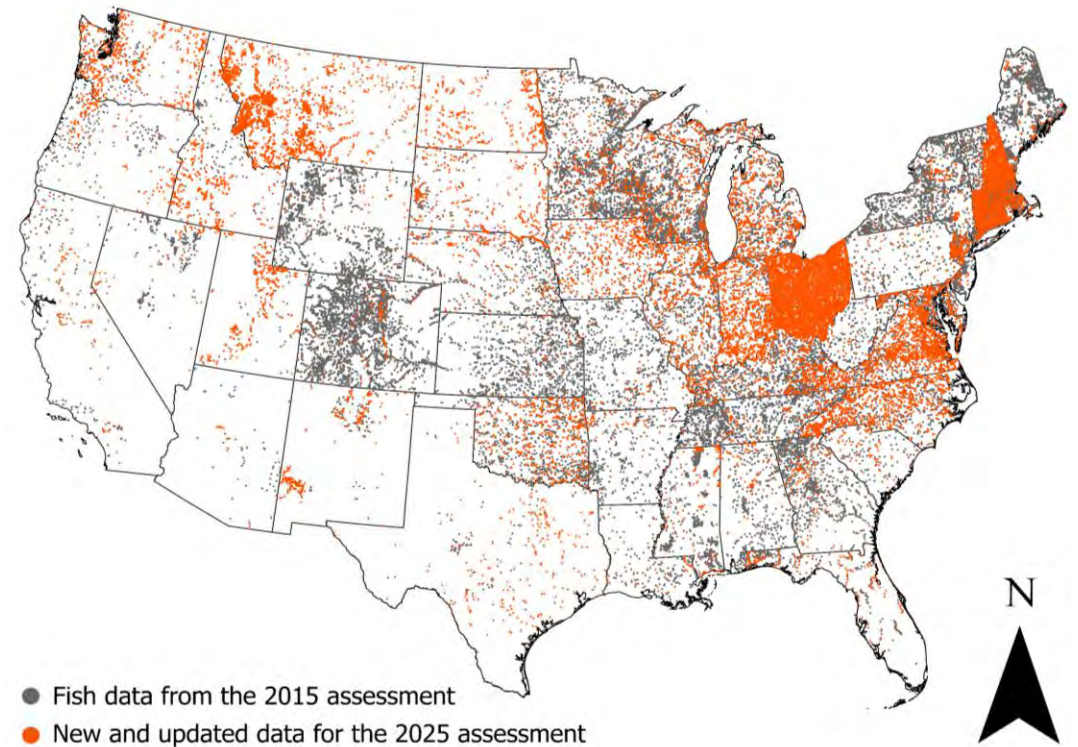 N
Fish data from the 2015 assessment
New and updated data for the 2025 assessment